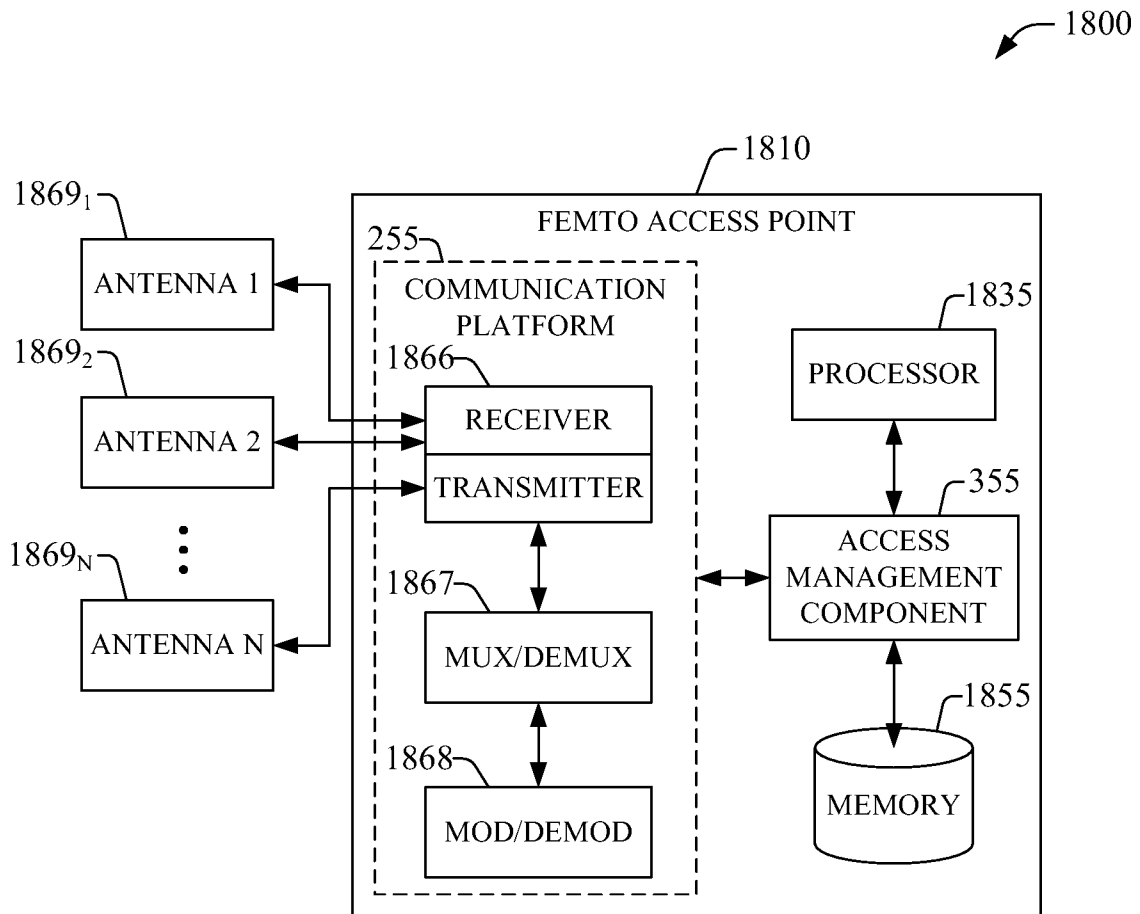 1800
1810
FEMTO ACCESS POINT
1869₁
ANTENNA 1
1869₂
ANTENNA 2
1869_N
ANTENNA N
255
COMMUNICATION
PLATFORM
1866
RECEIVER
TRANSMITTER
1867
MUX/DEMUX
1868
MOD/DEMOD
1835
PROCESSOR
355
ACCESS
MANAGEMENT
COMPONENT
1855
MEMORY